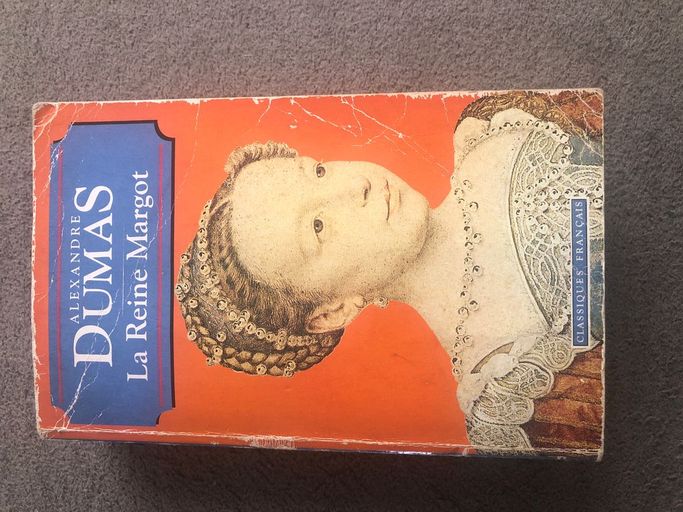 ALEXANDRE
DUMAS
La Reine Margot
CLASSIQUES FRANÇAIS